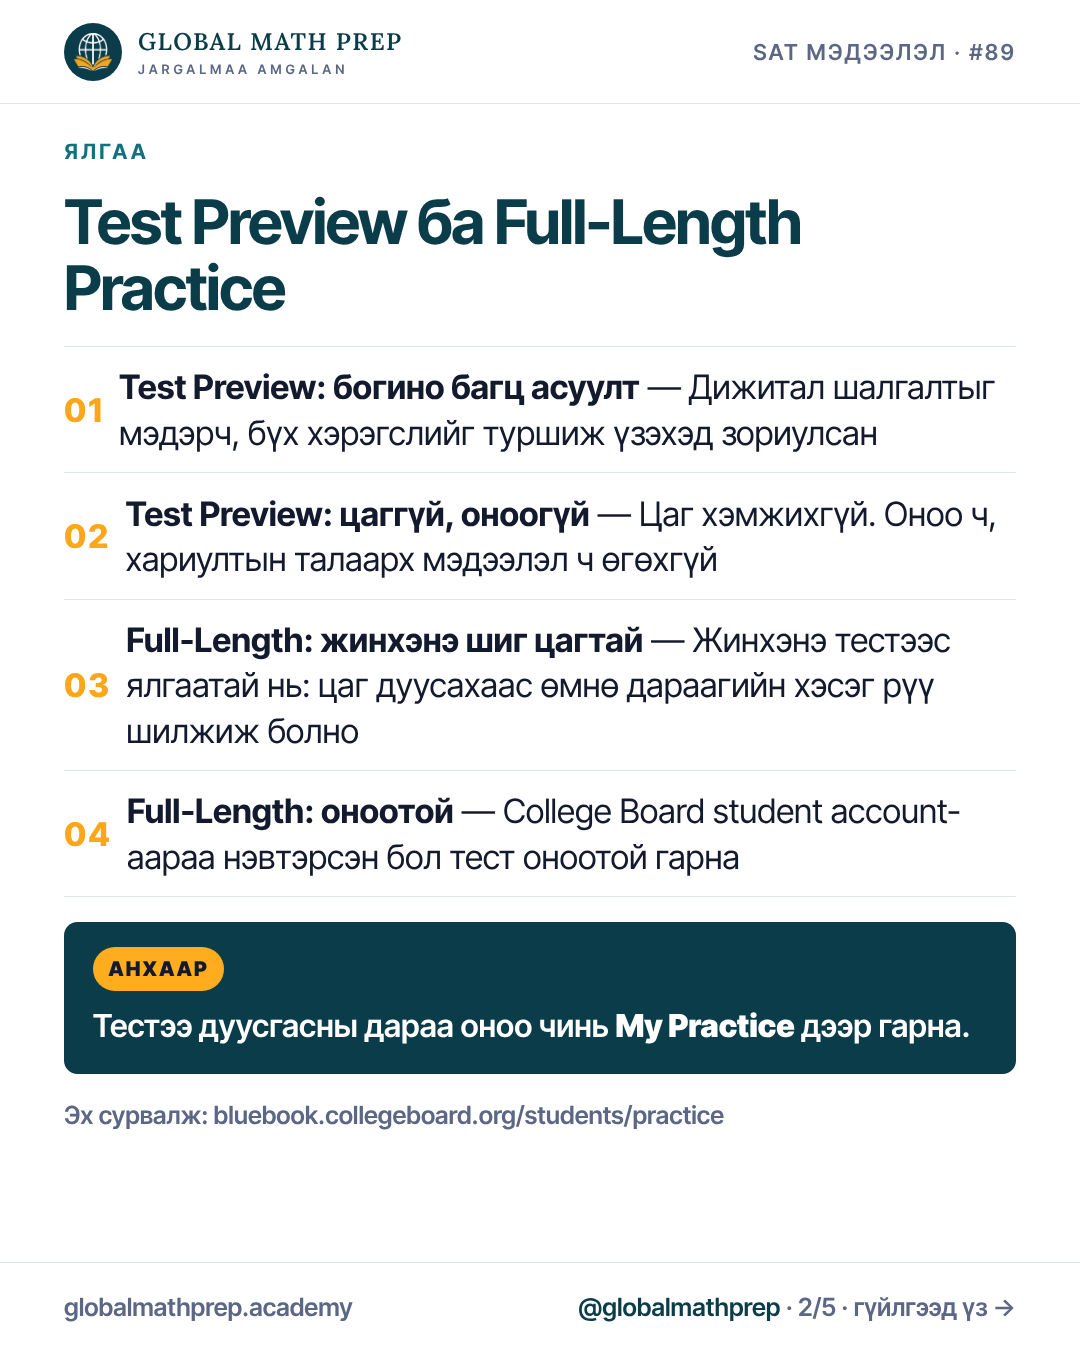 GLOBAL MATH PREP
JARGALMAA AMGALAN
SAT МЭДЭЭЛЭЛ · #89
ЯЛГАА
Test Preview ба Full-Length
Practice
01 Test Preview: богино багц асуулт — Дижитал шалгалтыг
мэдэрч, бүх хэрэгслийг туршиж үзэхэд зориулсан
02 Test Preview: цаггүй, оноогүй — Цаг хэмжихгүй. Оноо ч,
хариултын талаарх мэдээлэл ч өгөхгүй
03 Full-Length: жинхэнэ шиг цагтай — Жинхэнэ тестээс
ялгаатай нь: цаг дуусахаас өмнө дараагийн хэсэг рүү
шилжиж болно
04 Full-Length: оноотой — College Board student account-
аараа нэвтэрсэн бол тест оноотой гарна
АНХААР
Тестээ дуусгасны дараа оноо чинь My Practice дээр гарна.
Эх сурвалж: bluebook.collegeboard.org/students/practice
globalmathprep.academy
@globalmathprep · 2/5 · гүйлгээд үз →